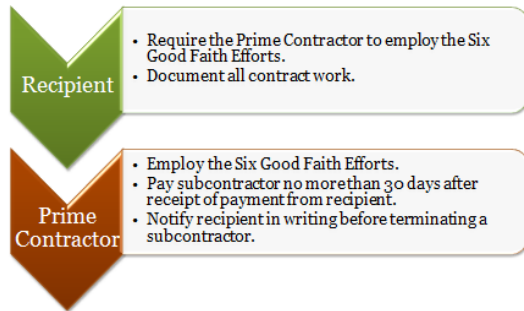 Recipient
• Require the Prime Contractor to employ the Six
Good Faith Efforts.
• Document all contract work.
Prime
Contractor
• Employ the Six Good Faith Efforts.
• Pay subcontractor no more than 30 days after
receipt of payment from recipient.
• Notify recipient in writing before terminating a
subcontractor.